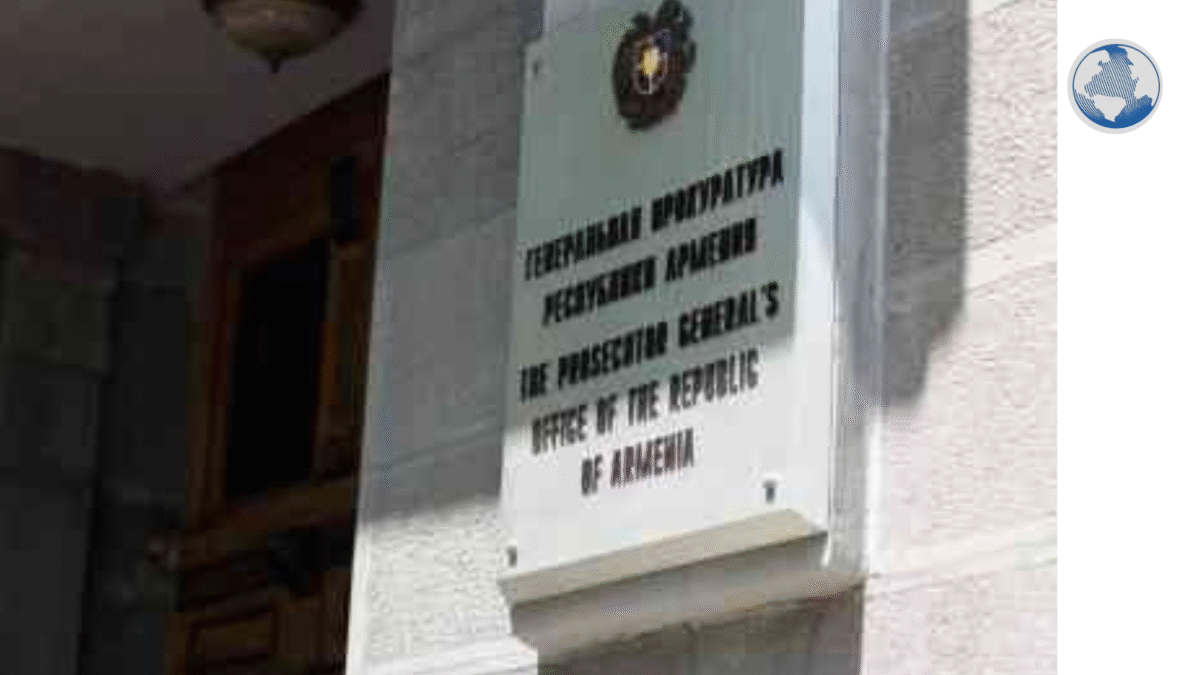 ГЕНЕРАЛЬНАЯ ПРОКУРАТУРА
РЕСПУБЛИКИ АРМЕНИЯ
THE PROSECUTOR GENERAL'S
OFFICE OF THE REPUBLIC
OF ARMENIA